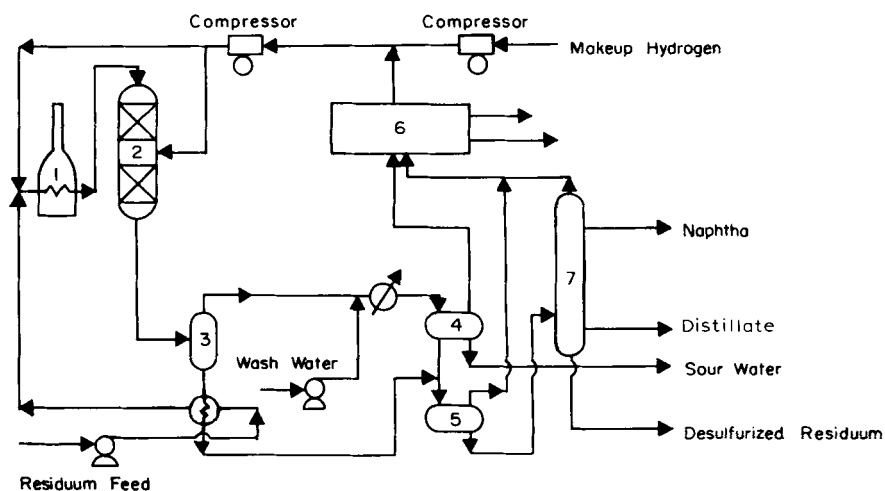 Compressor
Compressor
Makeup Hydrogen
6
1
2
Naphtha
7
Distillate
3
4
Wash Water
Sour Water
5
Desulfurized Residuum
Residuum Feed